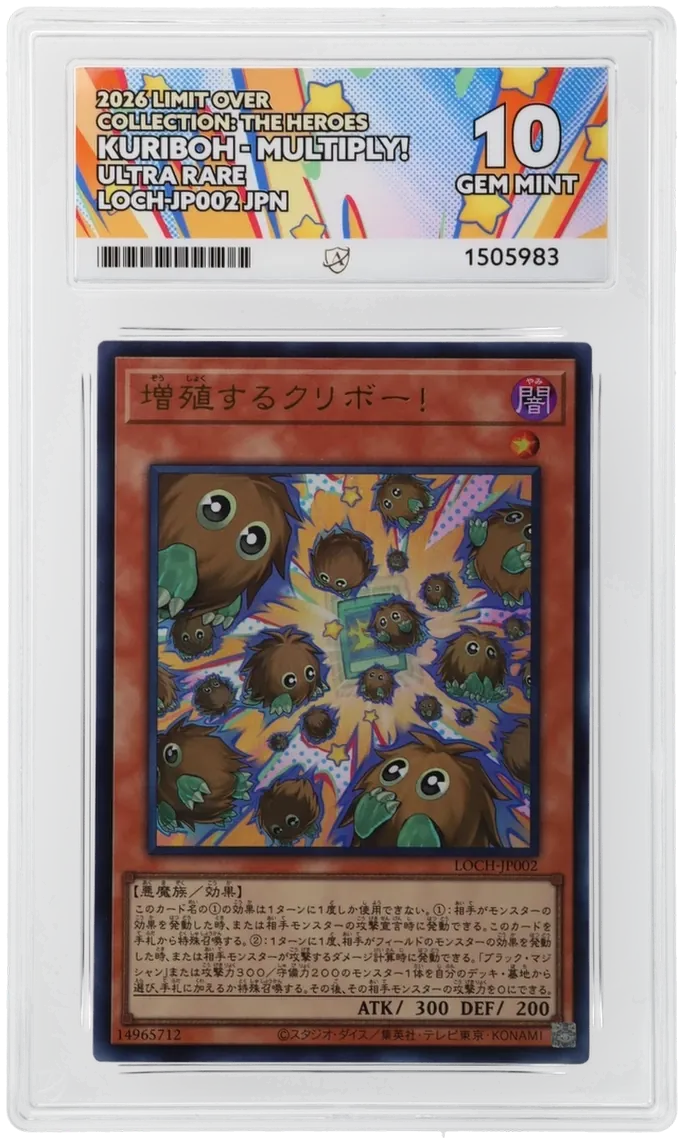 2026 LIMIT OVER
COLLECTION: THE HEROES
KURIBOH - MULTIPLY!
ULTRA RARE
LOCH-JP002 JPN
10
GEM MINT
1505983
増殖するクリボー!
闇
LOCH-JP002
【悪魔族/効果】
このカード名の①の効果は1ターンに1度しか使用できない。①:相手がモンスターの
効果を発動した時、または相手モンスターの攻撃宣言時に発動できる。このカードを
手札から特殊召喚する。②:1ターンに1度、相手がフィールドのモンスターの効果を発動
した時、または相手モンスターが攻撃するダメージ計算時に発動できる。「ブラック・マジ
シャン」または攻撃力300/守備力200のモンスター1体を自分のデッキ・墓地から
選び、手札に加えるか特殊召喚する。その後、その相手モンスターの攻撃力を0にできる。
ATK/ 300 DEF/ 200
14965712 ©スタジオ・ダイス/集英社・テレビ東京・KONAMI